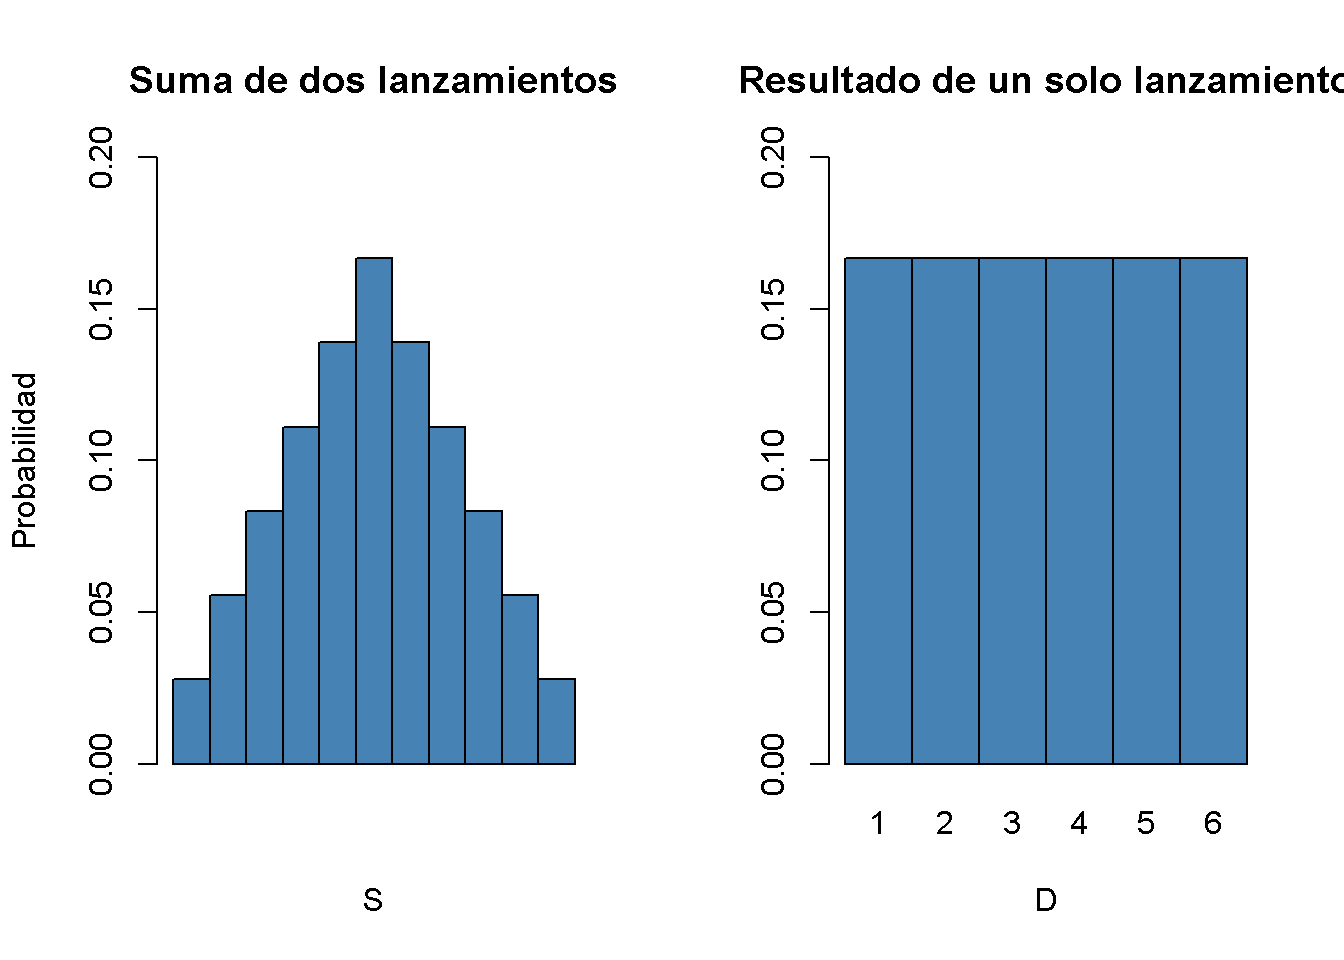 Suma de dos lanzamientos
Probabilidad
0.20
0.15
0.10
0.05
0.00
S
Resultado de un solo lanzamiento
0.20
0.15
0.10
0.05
0.00
1 2 3 4 5 6
D